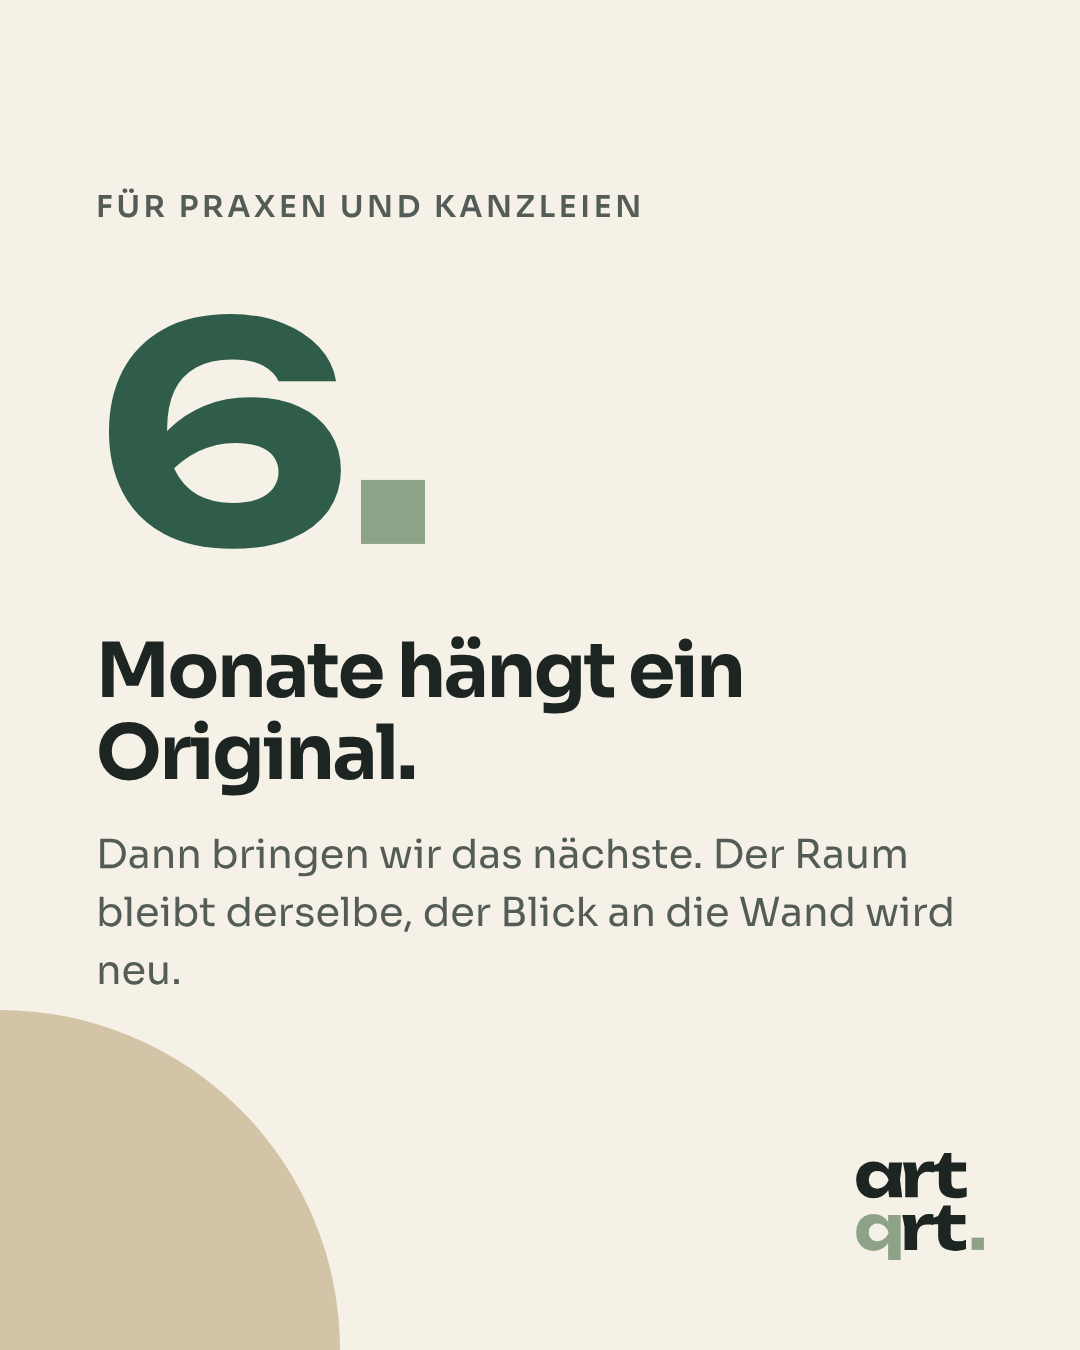 FÜR PRAXEN UND KANZLEIEN
6.
Monate hängt ein
Original.
Dann bringen wir das nächste. Der Raum
bleibt derselbe, der Blick an die Wand wird
neu.
art
qrt.